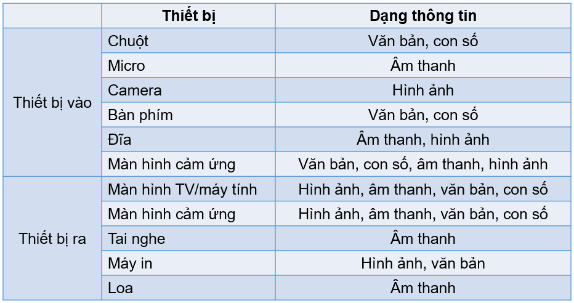 Thiết bị Dạng thông tin
Thiết bị vào
Chuột Văn bản, con số
Micro Âm thanh
Camera Hình ảnh
Bàn phím Văn bản, con số
Đĩa Âm thanh, hình ảnh
Màn hình cảm ứng Văn bản, con số, âm thanh, hình ảnh
Thiết bị ra
Màn hình TV/máy tính Hình ảnh, âm thanh, văn bản, con số
Màn hình cảm ứng Hình ảnh, âm thanh, văn bản, con số
Tai nghe Âm thanh
Máy in Hình ảnh, văn bản
Loa Âm thanh